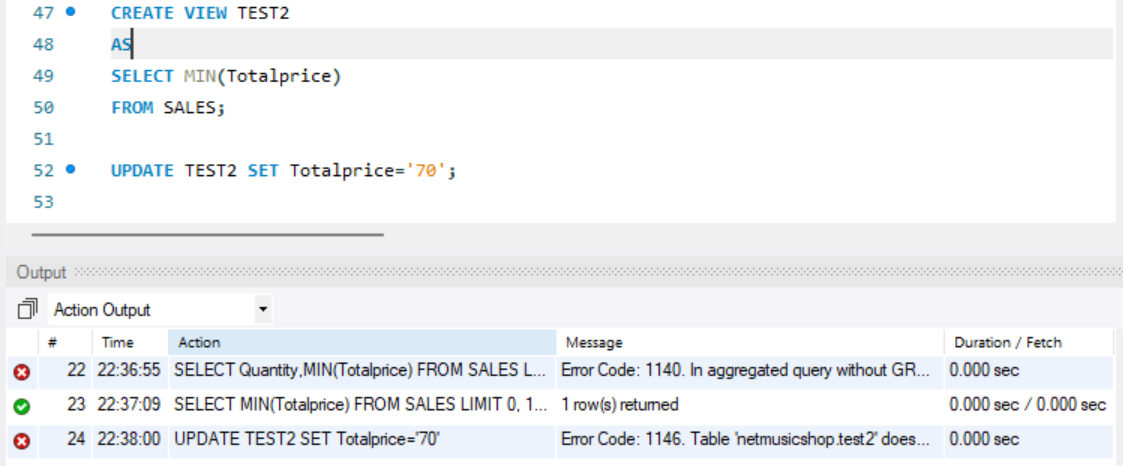 47 CREATE VIEW TEST2
48 AS
49 SELECT MIN(Totalprice)
50 FROM SALES;
51
52 UPDATE TEST2 SET Totalprice='70';
53
Output
Action Output
# Time Action Message Duration / Fetch
22 22:36:55 SELECT Quantity,MIN(Totalprice) FROM SALES L... Error Code: 1140. In aggregated query without GR... 0.000 sec
23 22:37:09 SELECT MIN(Totalprice) FROM SALES LIMIT 0, 1... 1 row(s) returned 0.000 sec / 0.000 sec
24 22:38:00 UPDATE TEST2 SET Totalprice='70' Error Code: 1146. Table 'netmusicshop.test2' does... 0.000 sec